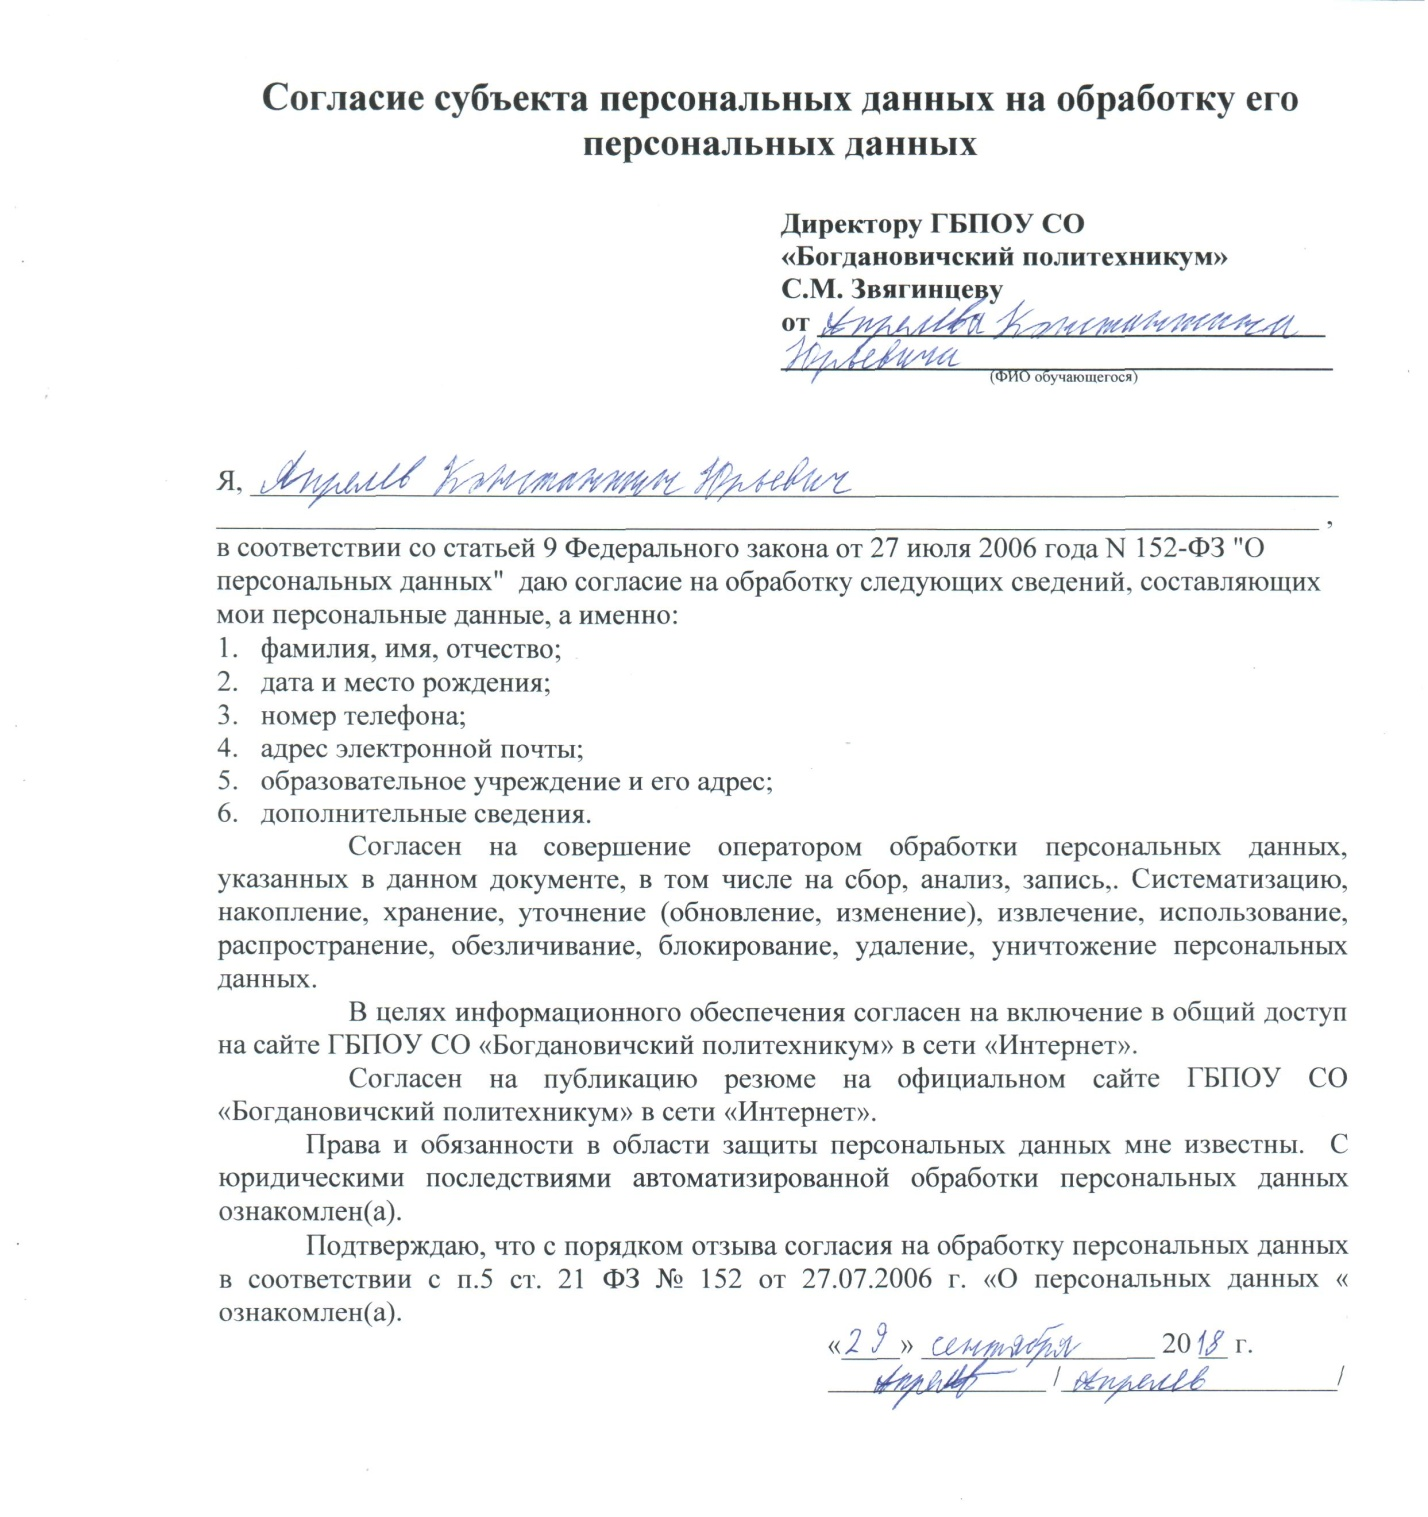 Согласие субъекта персональных данных на обработку его
персональных данных
Директору ГБПОУ СО
«Богдановичский политехникум»
С.М. Звягинцеву
от Апрелева Константина
Юрьевича
(ФИО обучающегося)
Я, Апрелев Константин Юрьевич
,
в соответствии со статьей 9 Федерального закона от 27 июля 2006 года N 152-ФЗ "О
персональных данных" даю согласие на обработку следующих сведений, составляющих
мои персональные данные, а именно:
1. фамилия, имя, отчество;
2. дата и место рождения;
3. номер телефона;
4. адрес электронной почты;
5. образовательное учреждение и его адрес;
6. дополнительные сведения.
Согласен на совершение оператором обработки персональных данных,
указанных в данном документе, в том числе на сбор, анализ, запись,. Систематизацию,
накопление, хранение, уточнение (обновление, изменение), извлечение, использование,
распространение, обезличивание, блокирование, удаление, уничтожение персональных
данных.
В целях информационного обеспечения согласен на включение в общий доступ
на сайте ГБПОУ СО «Богдановичский политехникум» в сети «Интернет».
Согласен на публикацию резюме на официальном сайте ГБПОУ СО
«Богдановичский политехникум» в сети «Интернет».
Права и обязанности в области защиты персональных данных мне известны. С
юридическими последствиями автоматизированной обработки персональных данных
ознакомлен(а).
Подтверждаю, что с порядком отзыва согласия на обработку персональных данных
в соответствии с п.5 ст. 21 ФЗ № 152 от 27.07.2006 г. «О персональных данных «
ознакомлен(а).
«29» сентября 2018 г.
Апрелев / Апрелев /